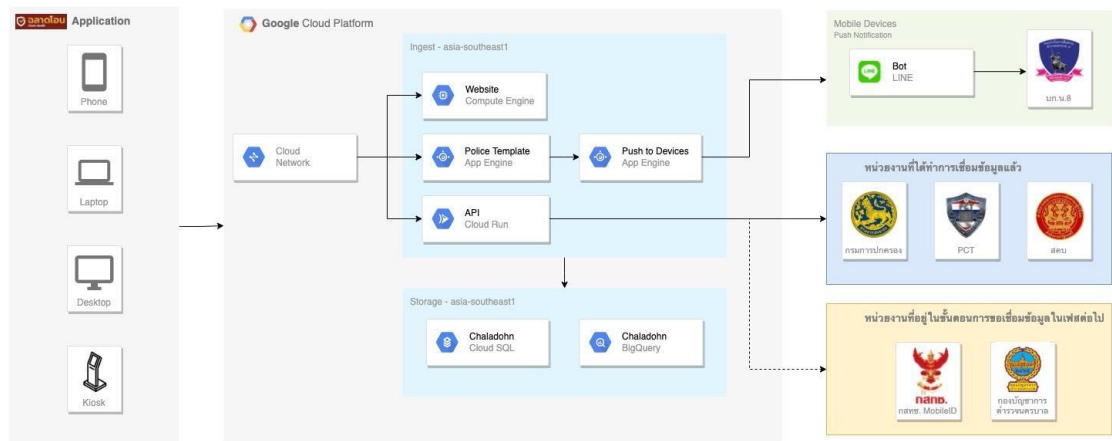 ฉลาดโอน Application
Phone
Laptop
Desktop
Kiosk
Google Cloud Platform
Cloud
Network
Ingest - asia-southeast1
Website
Compute Engine
Police Template
App Engine
Push to Devices
App Engine
API
Cloud Run
Storage - asia-southeast1
Chaladohn
Cloud SQL
Chaladohn
BigQuery
Mobile Devices
Push Notification
LINE
Bot
LINE
บก.น.8
หน่วยงานที่ได้ทำการเชื่อมข้อมูลแล้ว
กรมการปกครอง
PCT
สคบ
หน่วยงานที่อยู่ในขั้นตอนการขอเชื่อมข้อมูลในเฟสต่อไป
กสทช.
กสทช. MobileID
กองบัญชาการ
ตำรวจนครบาล